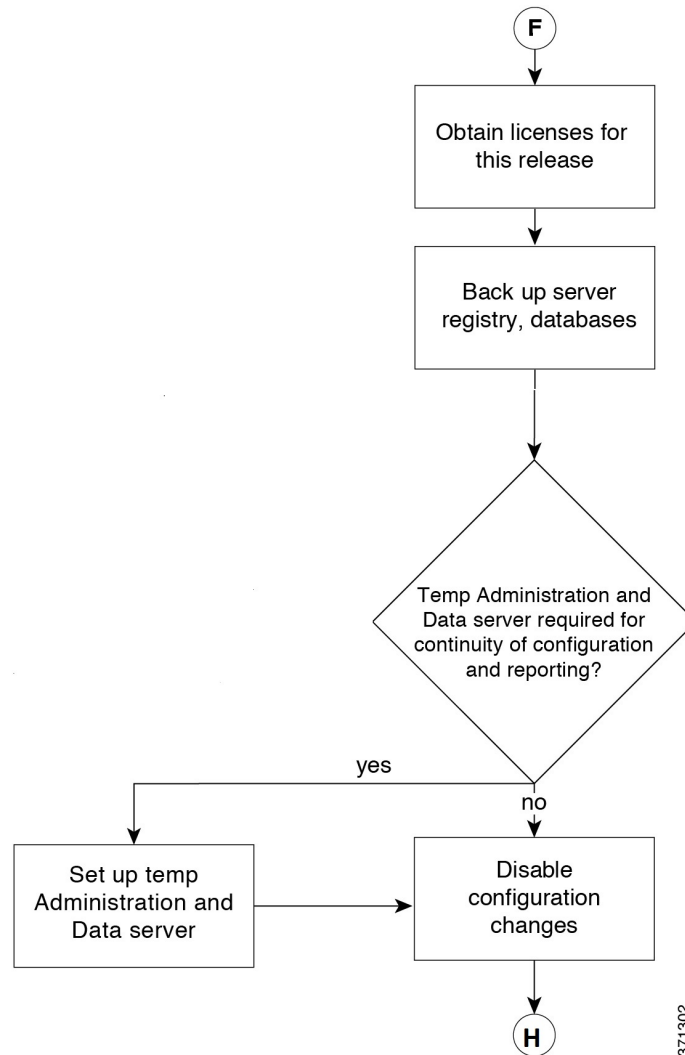 F
Obtain licenses for
this release
Back up server
registry, databases
Temp Administration and
Data server required for
continuity of configuration
and reporting?
yes
no
Set up temp
Administration and
Data server
Disable
configuration
changes
H
371302